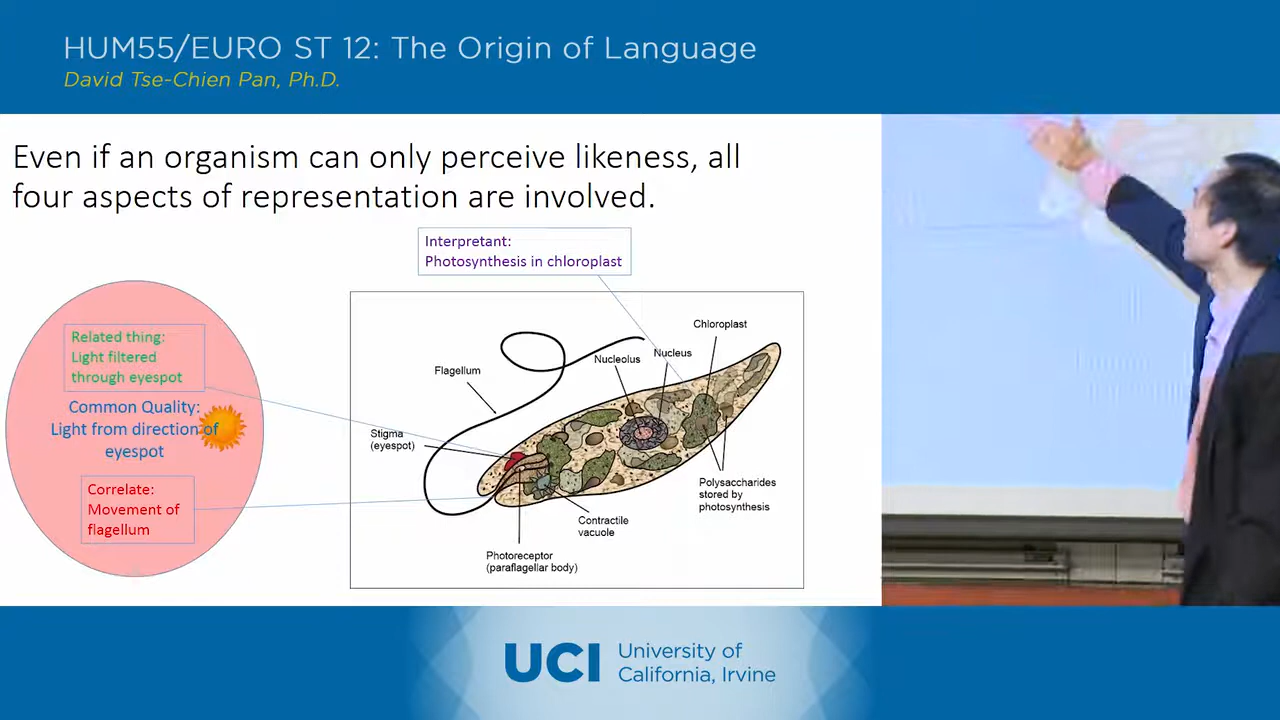 HUM55/EURO ST 12: The Origin of Language
David Tse-Chien Pan, Ph.D.
Even if an organism can only perceive likeness, all
four aspects of representation are involved.
Interpretant:
Photosynthesis in chloroplast
Related thing:
Light filtered
through eyespot
Common Quality:
Light from direction of
eyespot
Correlate:
Movement of
flagellum
Chloroplast
Nucleolus
Nucleus
Flagellum
Stigma
(eyespot)
Polysaccharides
stored by
photosynthesis
Contractile
vacuole
Photoreceptor
(paraflagellar body)
UCI
University of
California, Irvine